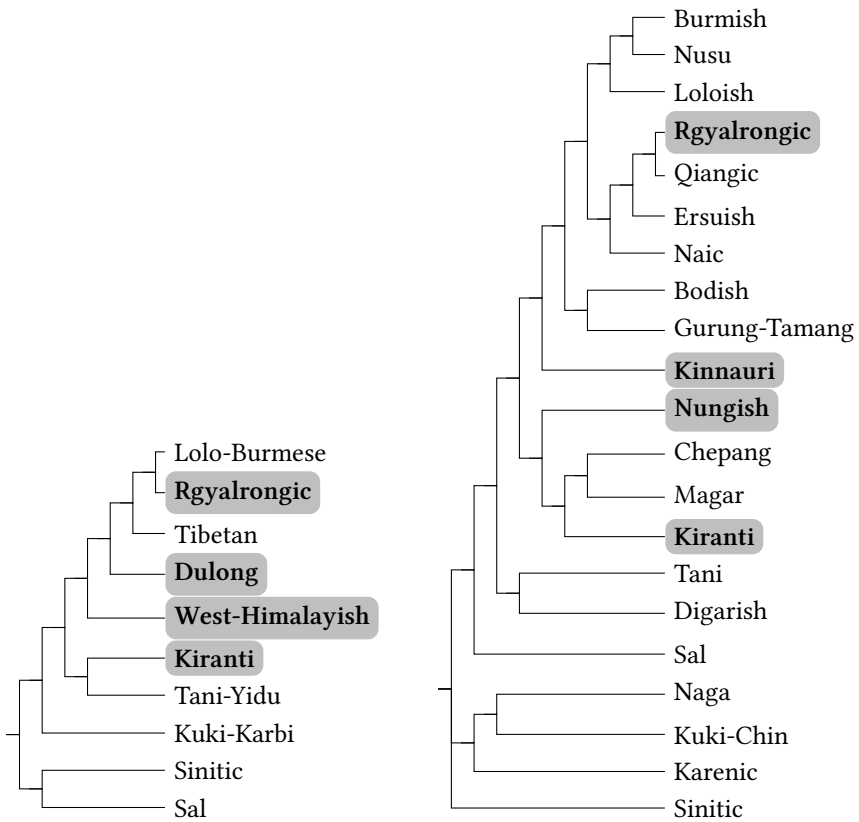 Lolo-Burmese
Rgyalrongic
Tibetan
Dulong
West-Himalayish
Kiranti
Tani-Yidu
Kuki-Karbi
Sinitic
Sal
Burmish
Nusu
Loloish
Rgyalrongic
Qiangic
Ersuish
Naic
Bodish
Gurung-Tamang
Kinnauri
Nungish
Chepang
Magar
Kiranti
Tani
Digarish
Sal
Naga
Kuki-Chin
Karenic
Sinitic